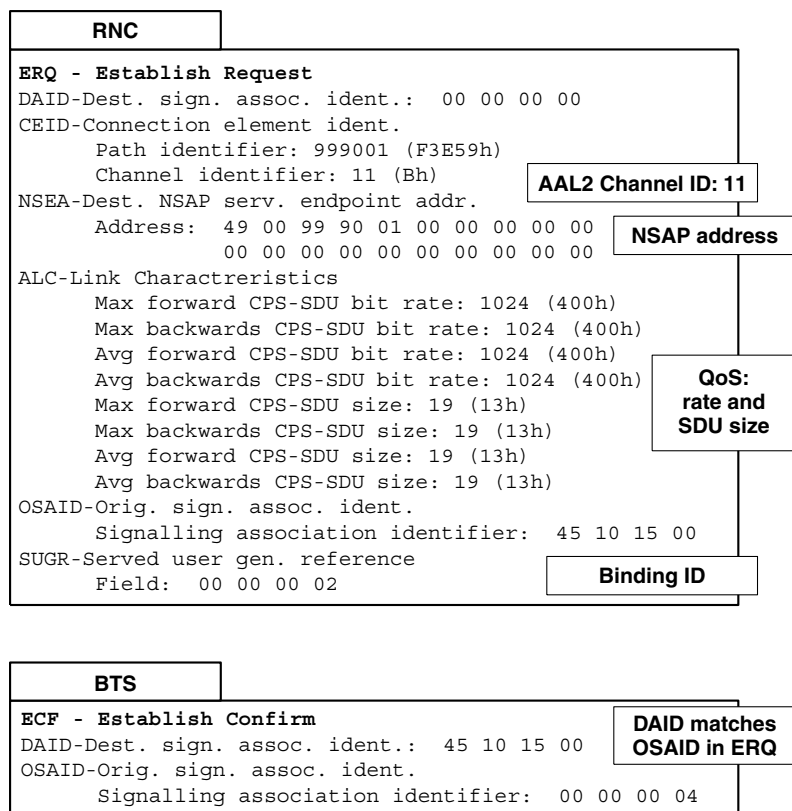 RNC
ERQ - Establish Request
DAID-Dest. sign. assoc. ident.: 00 00 00 00
CEID-Connection element ident.
Path identifier: 999001 (F3E59h)
Channel identifier: 11 (Bh)
AAL2 Channel ID: 11
NSEA-Dest. NSAP serv. endpoint addr.
Address: 49 00 99 90 01 00 00 00 00 00
00 00 00 00 00 00 00 00 00 00
NSAP address
ALC-Link Charactreristics
Max forward CPS-SDU bit rate: 1024 (400h)
Max backwards CPS-SDU bit rate: 1024 (400h)
Avg forward CPS-SDU bit rate: 1024 (400h)
Avg backwards CPS-SDU bit rate: 1024 (400h)
Max forward CPS-SDU size: 19 (13h)
Max backwards CPS-SDU size: 19 (13h)
Avg forward CPS-SDU size: 19 (13h)
Avg backwards CPS-SDU size: 19 (13h)
QoS:
rate and
SDU size
OSAID-Orig. sign. assoc. ident.
Signalling association identifier: 45 10 15 00
SUGR-Served user gen. reference
Field: 00 00 00 02
Binding ID
BTS
ECF - Establish Confirm
DAID-Dest. sign. assoc. ident.: 45 10 15 00
DAID matches
OSAID in ERQ
OSAID-Orig. sign. assoc. ident.
Signalling association identifier: 00 00 00 04